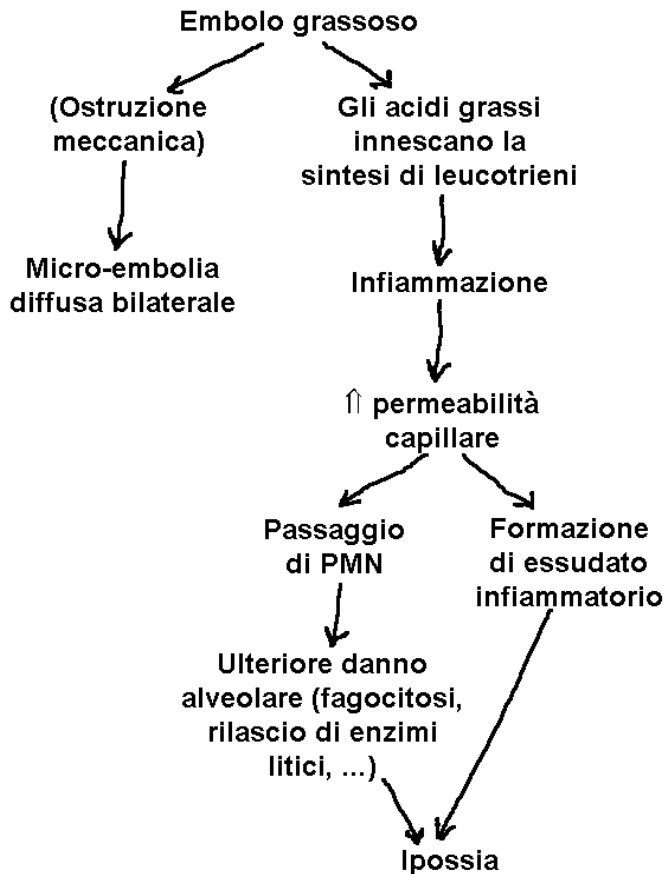 Embolo grassoso
(Ostruzione
meccanica)
Gli acidi grassi
innescano la
sintesi di leucotrieni
Micro-embolia
diffusa bilaterale
Infiammazione
⇑ permeabilità
capillare
Passaggio
di PMN
Formazione
di essudato
infiammatorio
Ulteriore danno
alveolare (fagocitosi,
rilascio di enzimi
litici, ...)
Ipossia